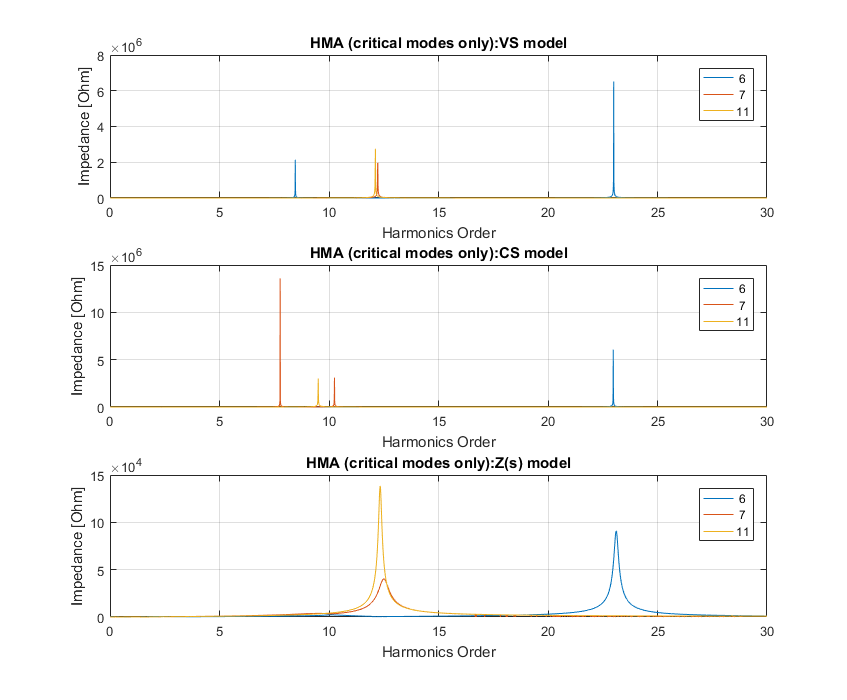 HMA (critical modes only):VS model
×10⁶
8
6
4
2
0
Impedance [Ohm]
6
7
11
0 5 10 15 20 25 30
Harmonics Order
HMA (critical modes only):CS model
×10⁶
15
10
5
0
Impedance [Ohm]
6
7
11
0 5 10 15 20 25 30
Harmonics Order
HMA (critical modes only):Z(s) model
×10⁴
15
10
5
0
Impedance [Ohm]
6
7
11
0 5 10 15 20 25 30
Harmonics Order